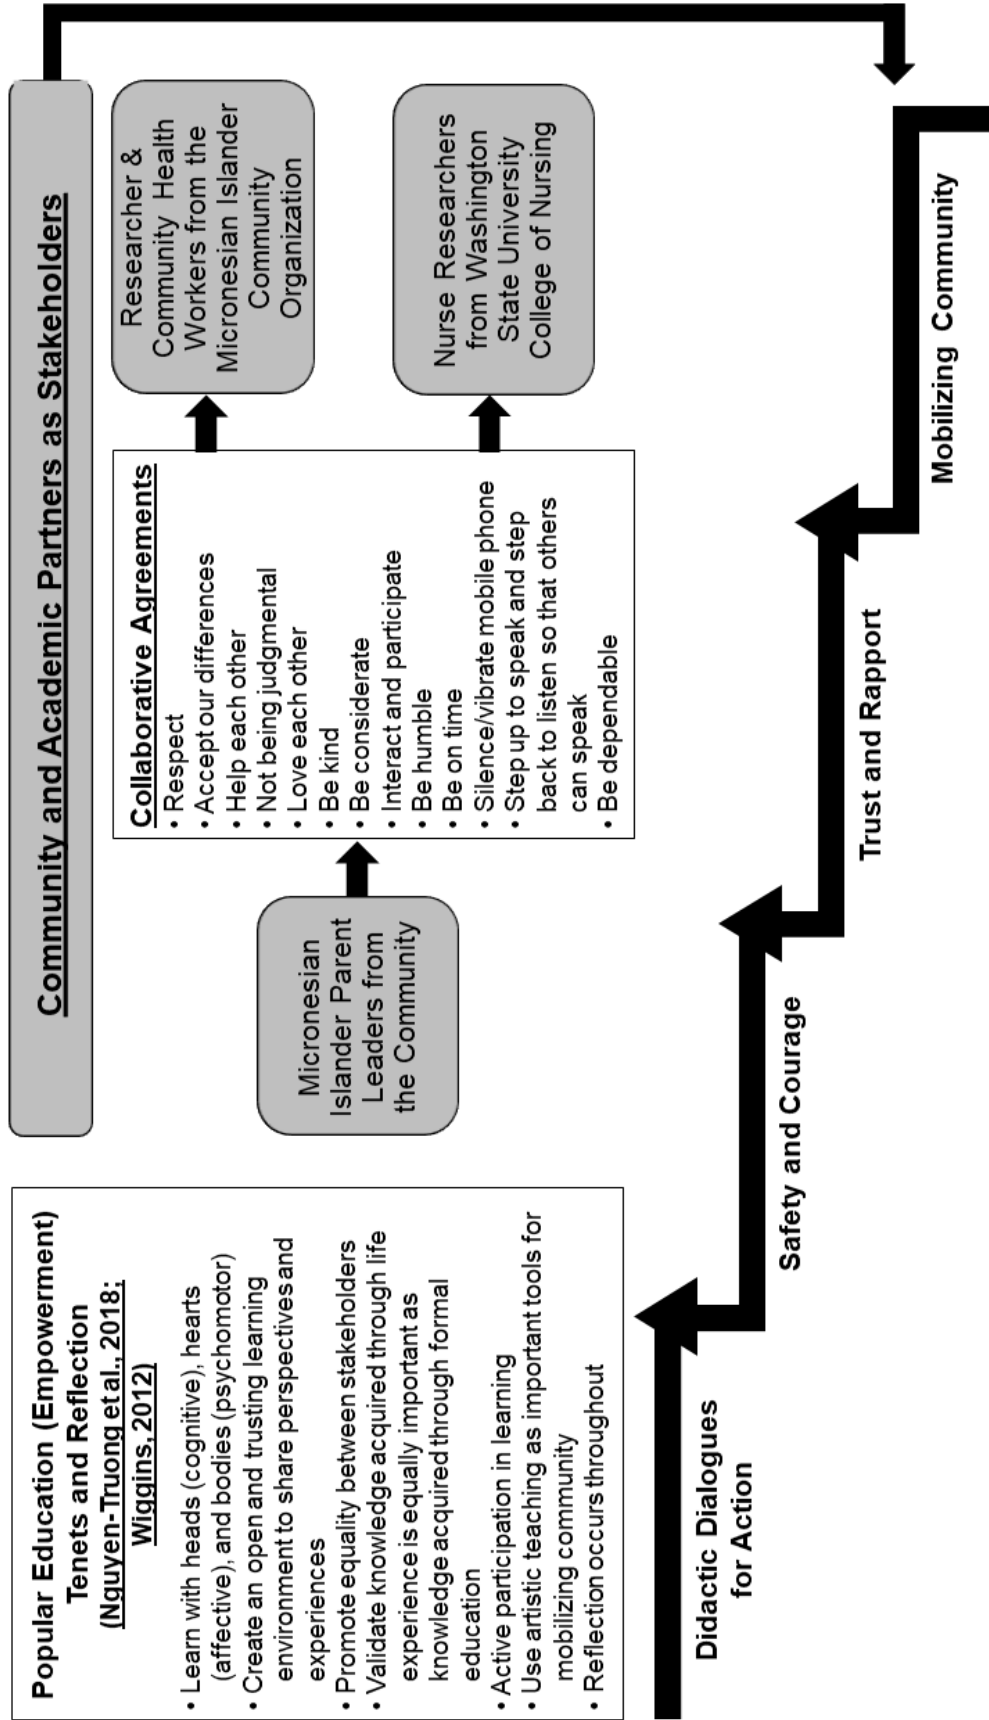 Community and Academic Partners as Stakeholders
Popular Education (Empowerment)
Tenets and Reflection
(Nguyen-Truong et al., 2018;
Wiggins, 2012)
• Learn with heads (cognitive), hearts
(affective), and bodies (psychomotor)
• Create an open and trusting learning
environment to share perspectives and
experiences
• Promote equality between stakeholders
• Validate knowledge acquired through life
experience is equally important as
knowledge acquired through formal
education
• Active participation in learning
• Use artistic teaching as important tools for
mobilizing community
• Reflection occurs throughout
Micronesian
Islander Parent
Leaders from
the Community
Collaborative Agreements
• Respect
• Accept our differences
• Help each other
• Not being judgmental
• Love each other
• Be kind
• Be considerate
• Interact and participate
• Be humble
• Be on time
• Silence/vibrate mobile phone
• Step up to speak and step
back to listen so that others
can speak
• Be dependable
Researcher &
Community Health
Workers from the
Micronesian Islander
Community
Organization
Nurse Researchers
from Washington
State University
College of Nursing
Didactic Dialogues
for Action
Safety and Courage
Trust and Rapport
Mobilizing Community